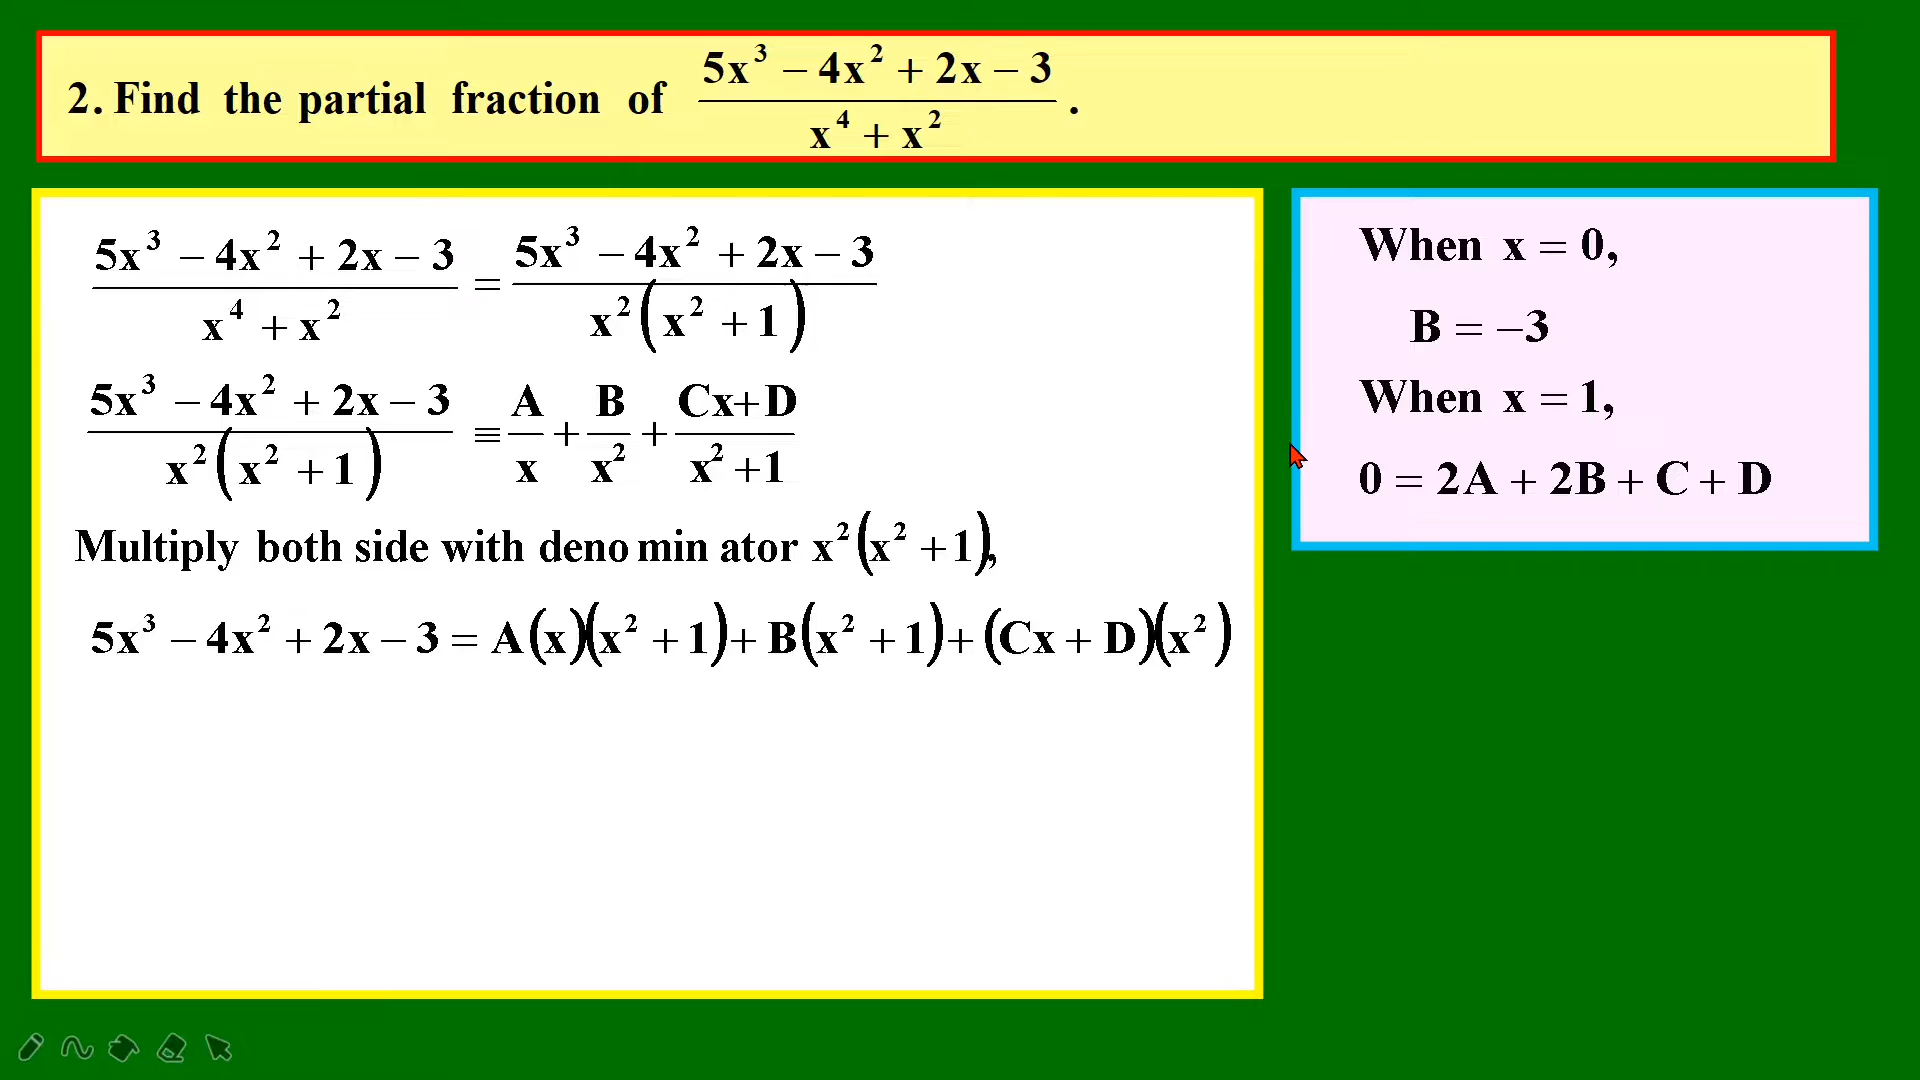 2. Find the partial fraction of (5x³ − 4x² + 2x − 3)/(x⁴ + x²).
(5x³ − 4x² + 2x − 3)/(x⁴ + x²) = (5x³ − 4x² + 2x − 3)/(x²(x² + 1))
(5x³ − 4x² + 2x − 3)/(x²(x² + 1)) ≡ A/x + B/x² + (Cx+D)/(x²+1)
Multiply both side with deno min ator x²(x² + 1),
5x³ − 4x² + 2x − 3 = A(x)(x² + 1) + B(x² + 1) + (Cx + D)(x²)
When x = 0,
B = −3
When x = 1,
0 = 2A + 2B + C + D